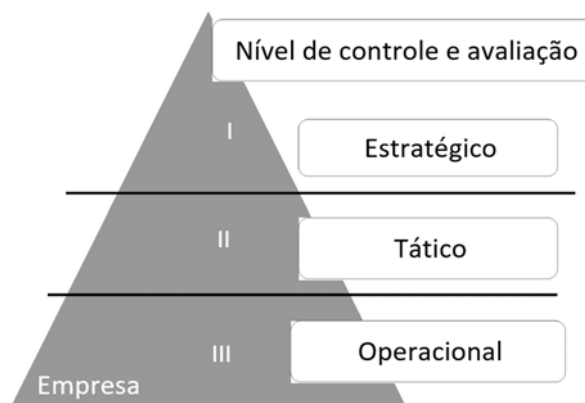 Nível de controle e avaliação
I
Estratégico
II
Tático
III
Operacional
Empresa